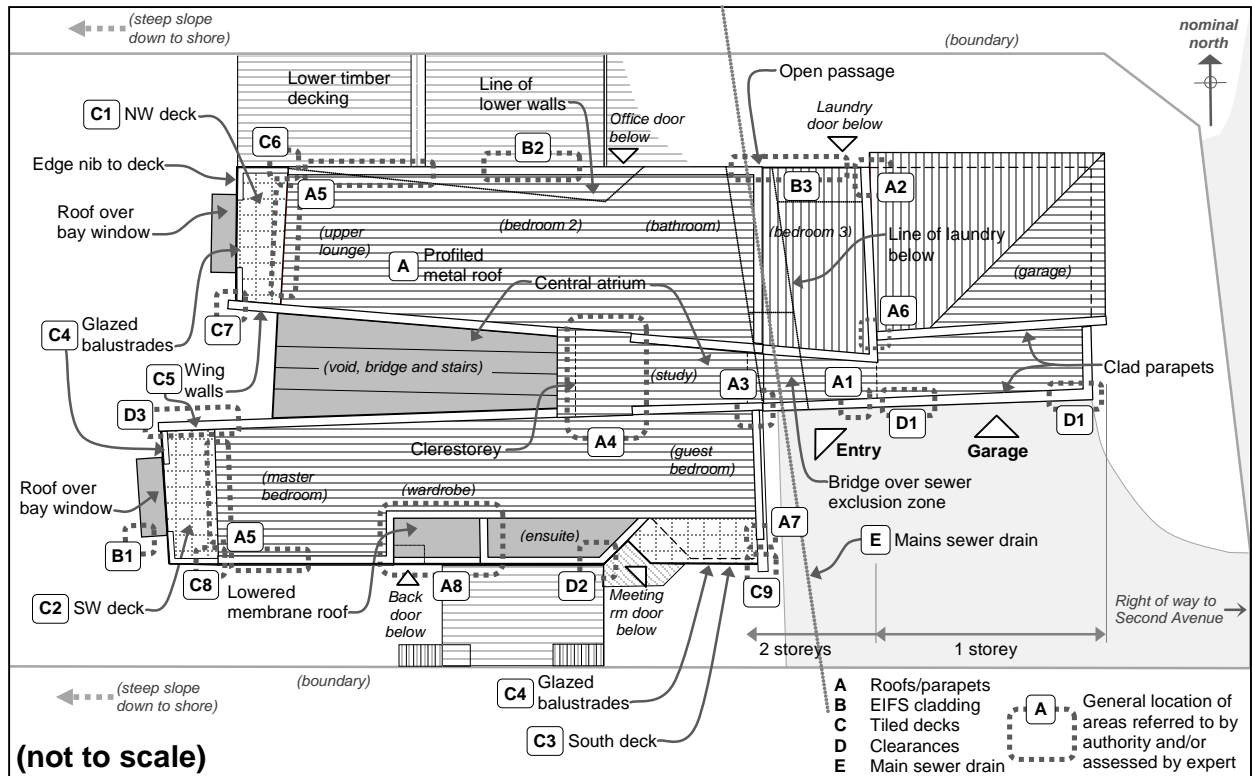 (steep slope
down to shore)
(boundary)
nominal
north
Lower timber
decking
Line of
lower walls
Open passage
C1 NW deck
Office door
below
Laundry
door below
C6
B2
Edge nib to deck
A5
B3
A2
Roof over
bay window
(upper
lounge)
(bedroom 2)
(bathroom)
(bedroom 3)
Line of laundry
below
A Profiled
metal roof
(garage)
Central atrium
C7
A6
C4 Glazed
balustrades
(void, bridge and stairs)
(study)
Clad parapets
C5 Wing
walls
A3
A1
D3
D1
D1
A4
Clerestorey
Entry
Garage
(guest
bedroom)
(master
bedroom)
(wardrobe)
Bridge over sewer
exclusion zone
Roof over
bay window
A7
B1
A5
(ensuite)
E Mains sewer drain
C8
A8
D2
C9
C2 SW deck
Lowered
membrane roof
Back
door
below
Meeting
rm door
below
Right of way to
Second Avenue
2 storeys
1 storey
(boundary)
(steep slope
down to shore)
C4 Glazed
balustrades
C3 South deck
A Roofs/parapets
B EIFS cladding
C Tiled decks
D Clearances
E Main sewer drain
A
General location of
areas referred to by
authority and/or
assessed by expert
(not to scale)